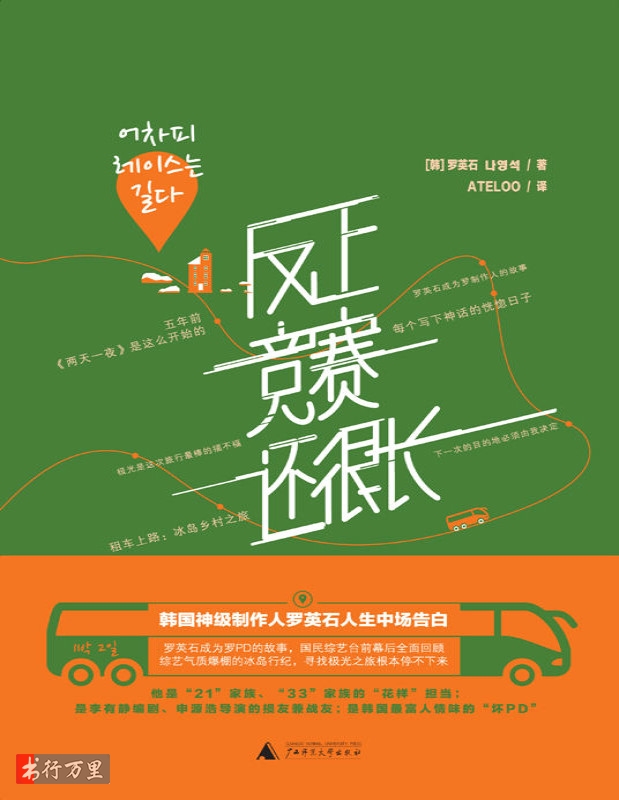 어차피
레이스는
길다
[韩] 罗英石 나영석 / 著
ATELOO / 译
反正
竞赛
还很长
罗英石成为罗制作人的故事
每个写下神话的恍惚日子
五年前
《两天一夜》是这么开始的
极光是这次旅行最棒的搞不福
下一次的目的地必须由我决定
租车上路：冰岛乡村之旅
韩国神级制作人罗英石人生中场告白
1박 2일
罗英石成为罗PD的故事，国民综艺台前幕后全面回顾
综艺气质爆棚的冰岛行纪，寻找极光之旅根本停不下来
他是“21”家族、“33”家族的“花样”担当；
是李有静编剧、申源浩导演的损友兼战友；是韩国最富人情味的“坏PD”
GUANGXI NORMAL UNIVERSITY PRESS
广西师范大学出版社
书行万里